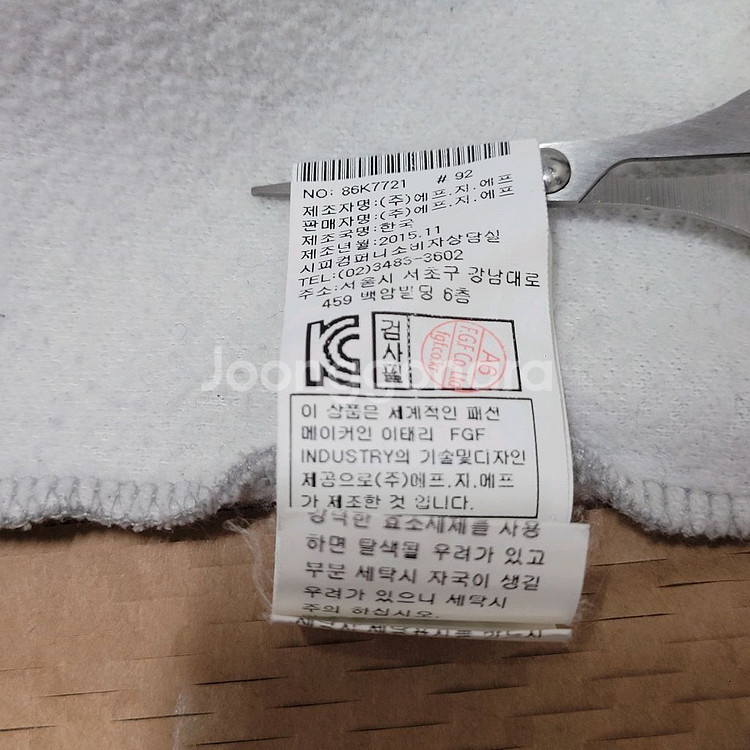 NO: 86K7721 # 92
제조자명:(주)에프.지.에프
판매자명:(주)에프.지.에프
제조국명:한국
제조년월:2015.11
시피컴퍼니소비자상담실
TEL:(02)3485-3602
주소:서울시 서초구 강남대로
459 백암빌딩 6층
검사필
A6
F.G.F Co., Ltd
Joonggonara
이 상품은 세계적인 패션
메이커인 이태리 FGF
INDUSTRY의 기술및디자인
제공으로(주)에프.지.에프
가 제조한 것 입니다.
강력한 효소세제를 사용
하면 탈색될 우려가 있고
부분 세탁시 자국이 생길
우려가 있으니 세탁시
주의 하십시오.